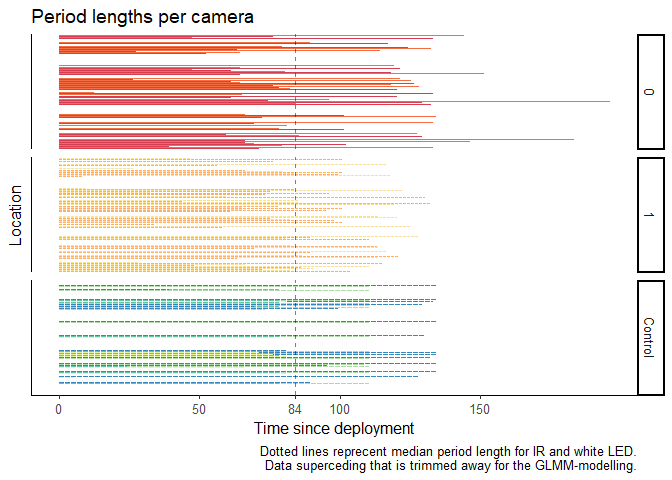 Period lengths per camera
Location
0
1
Control
0 50 84 100 150
Time since deployment
Dotted lines reprecent median period length for IR and white LED.
Data superceding that is trimmed away for the GLMM-modelling.